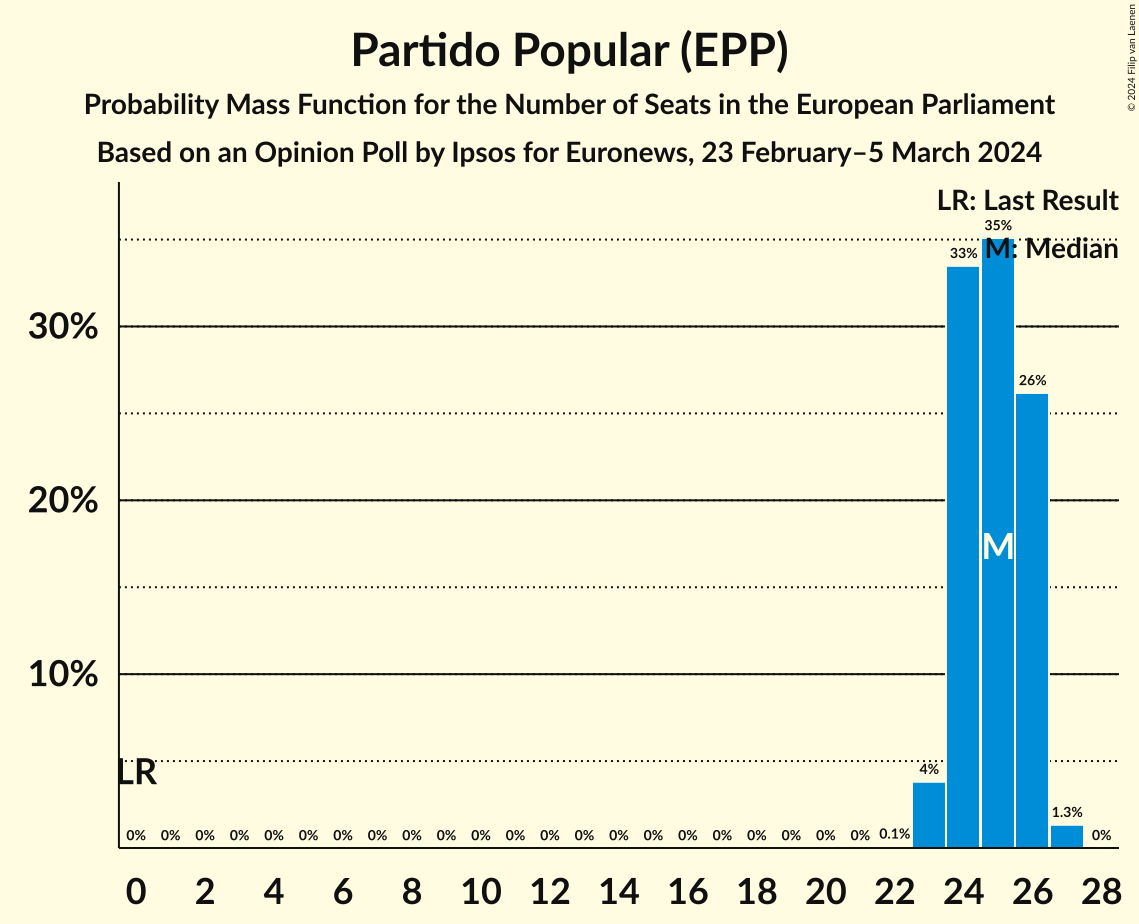 Partido Popular (EPP)
Probability Mass Function for the Number of Seats in the European Parliament
Based on an Opinion Poll by Ipsos for Euronews, 23 February–5 March 2024
© 2024 Filip van Laenen
LR: Last Result
M: Median
35%
33%
30%
26%
20%
M
10%
LR
4%
1.3%
0% 0% 0% 0% 0% 0% 0% 0% 0% 0% 0% 0% 0% 0% 0% 0% 0% 0% 0% 0% 0% 0% 0.1% 0%
0 2 4 6 8 10 12 14 16 18 20 22 24 26 28